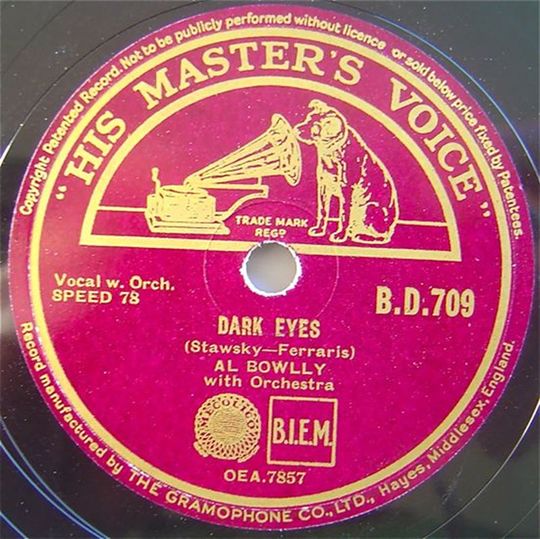 Copyright Patented Record. Not to be publicly performed without licence or sold below price fixed by Patentees.
"HIS MASTER'S VOICE"
TRADE MARK
REGD
Vocal w. Orch.
SPEED 78
B.D.709
DARK EYES
(Stawsky—Ferraris)
AL BOWLLY
with Orchestra
B.I.E.M.
OEA.7857
Record manufactured by THE GRAMOPHONE CO., LTD., Hayes, Middlesex, England.